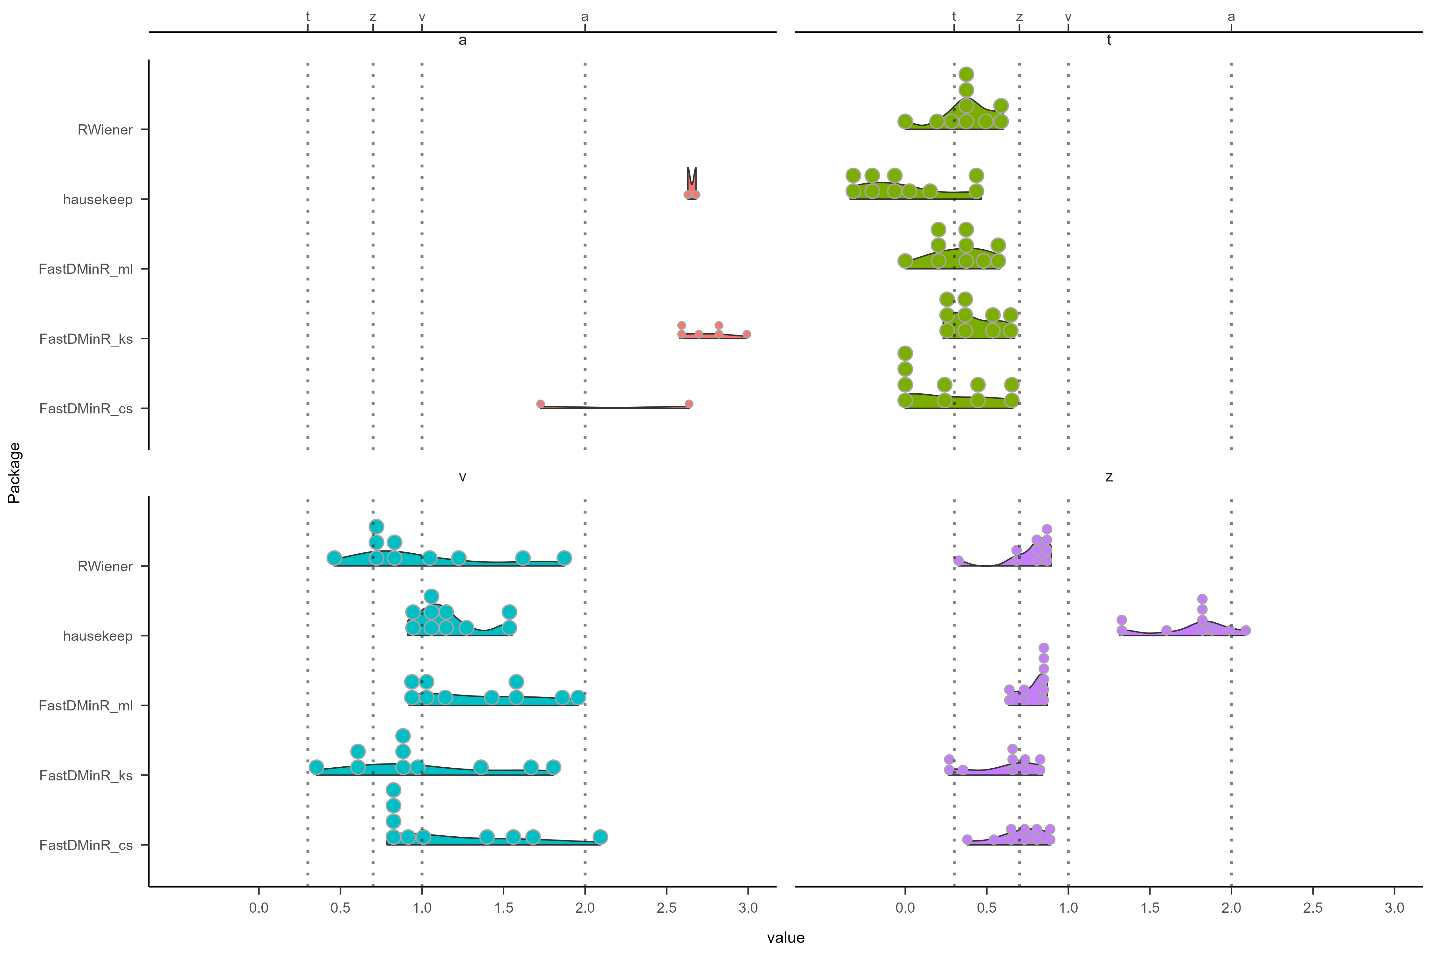 t z v a t z v a
a t
RWiener
hausekeep
FastDMinR_ml
FastDMinR_ks
FastDMinR_cs
Package
v z
RWiener
hausekeep
FastDMinR_ml
FastDMinR_ks
FastDMinR_cs
0.0 0.5 1.0 1.5 2.0 2.5 3.0 0.0 0.5 1.0 1.5 2.0 2.5 3.0
value